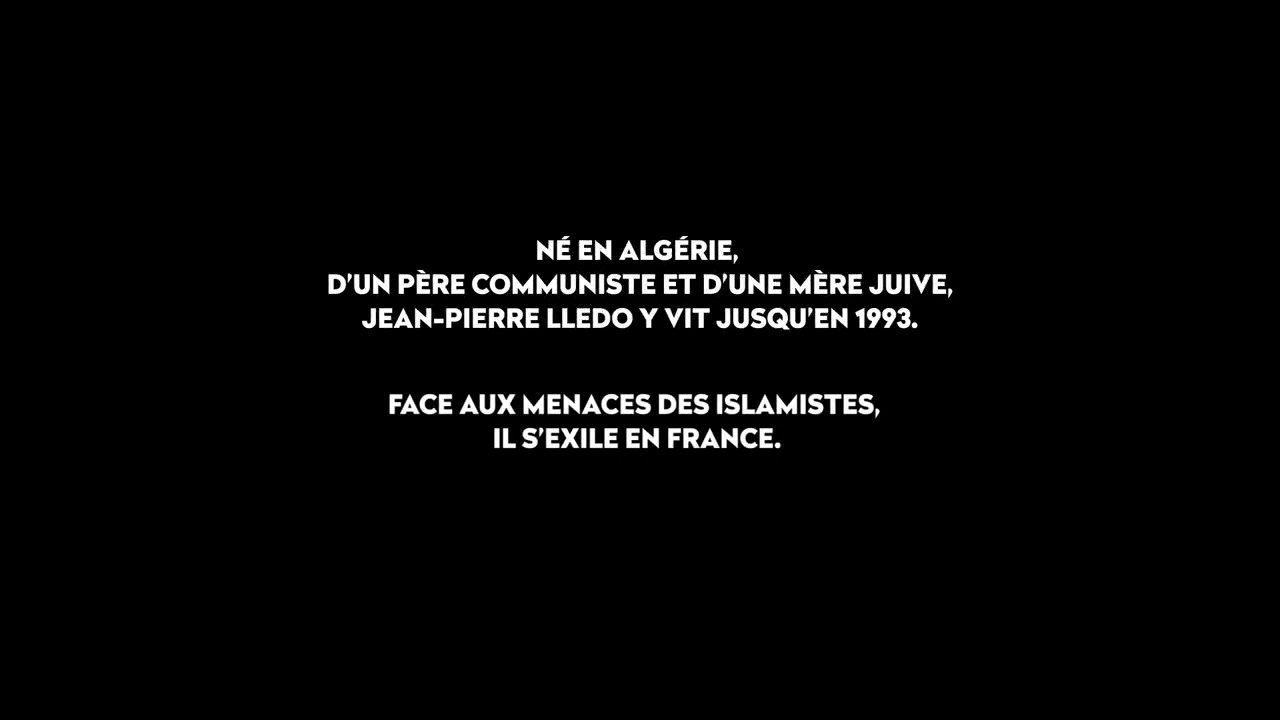 NÉ EN ALGÉRIE,
D'UN PÈRE COMMUNISTE ET D'UNE MÈRE JUIVE,
JEAN-PIERRE LLEDO Y VIT JUSQU'EN 1993.
FACE AUX MENACES DES ISLAMISTES,
IL S'EXILE EN FRANCE.